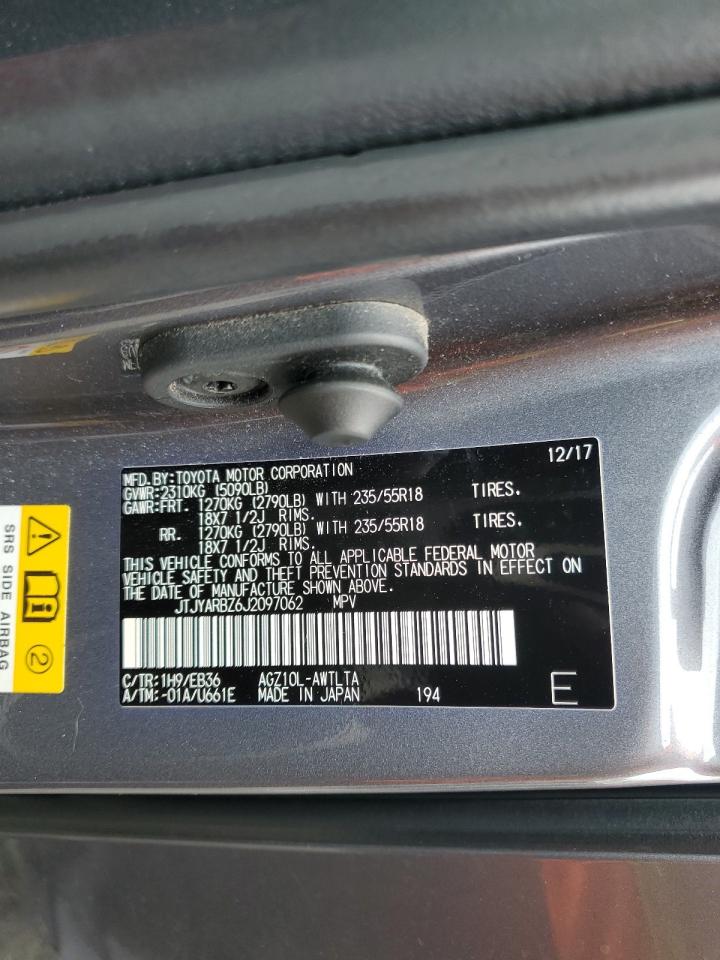 MFD.BY:TOYOTA MOTOR CORPORATION 12/17
GVWR:2310KG (5090LB)
GAWR:FRT. 1270KG (2790LB) WITH 235/55R18 TIRES.
18X7 1/2J RIMS.
RR. 1270KG (2790LB) WITH 235/55R18 TIRES.
18X7 1/2J RIMS.
THIS VEHICLE CONFORMS TO ALL APPLICABLE FEDERAL MOTOR
VEHICLE SAFETY AND THEFT PREVENTION STANDARDS IN EFFECT ON
THE DATE OF MANUFACTURE SHOWN ABOVE.
JTJYARBZ6J2097062 MPV
C/TR:1H9/EB36 AGZ10L-AWTLTA
A/TM:-01A/U661E MADE IN JAPAN 194 E
SRS SIDE AIRBAG
2